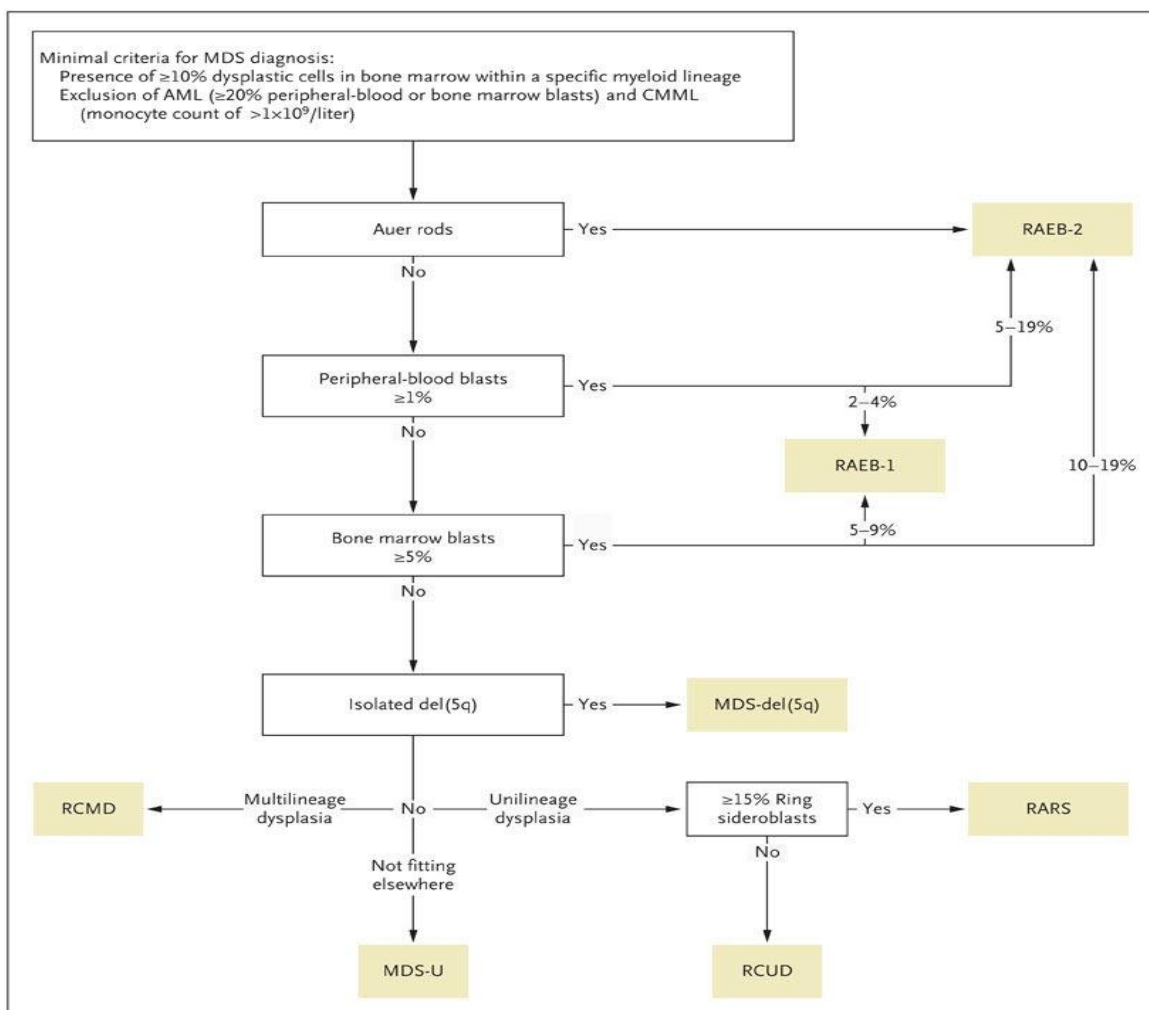 Minimal criteria for MDS diagnosis:
Presence of ≥10% dysplastic cells in bone marrow within a specific myeloid lineage
Exclusion of AML (≥20% peripheral-blood or bone marrow blasts) and CMML
(monocyte count of >1×10⁹/liter)
Auer rods
Yes
RAEB-2
No
5–19%
Peripheral-blood blasts
≥1%
Yes
2–4%
No
RAEB-1
10–19%
5–9%
Bone marrow blasts
≥5%
Yes
No
Isolated del(5q)
Yes
MDS-del(5q)
RCMD
Multilineage
dysplasia
No
Unilineage
dysplasia
≥15% Ring
sideroblasts
Yes
RARS
No
Not fitting
elsewhere
MDS-U
RCUD